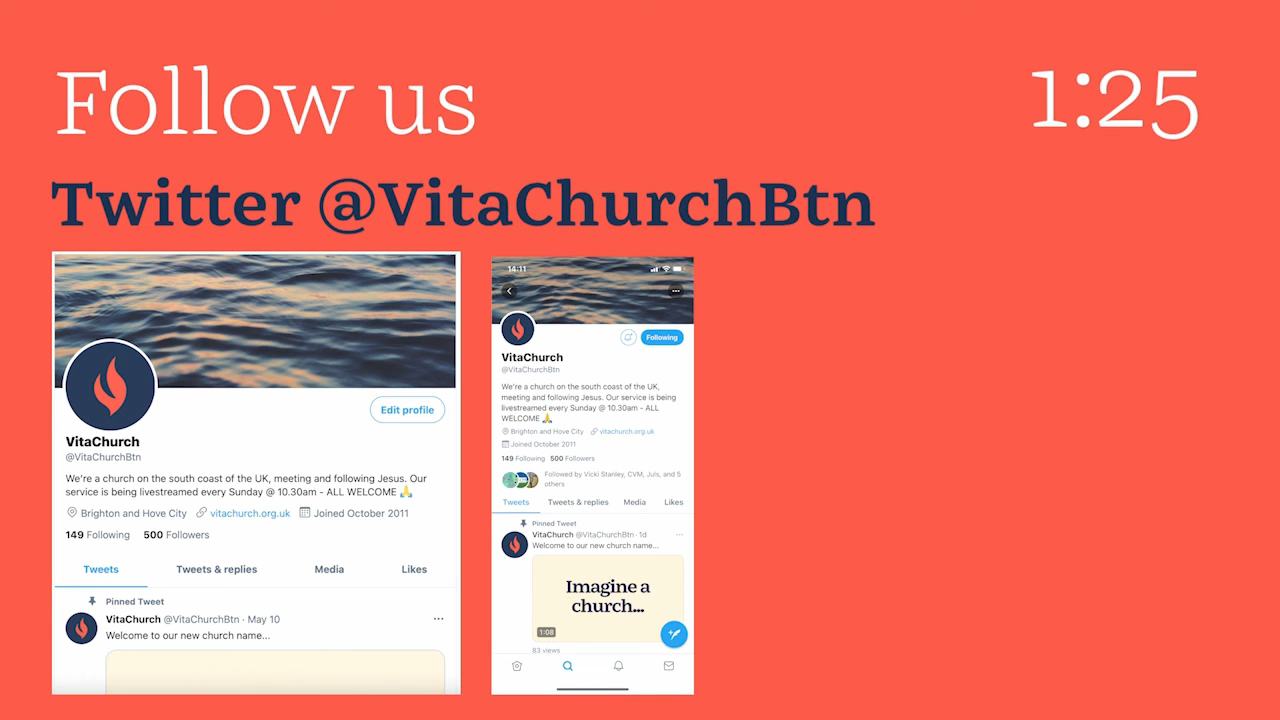 Follow us
1:25
Twitter @VitaChurchBtn
Edit profile
VitaChurch
@VitaChurchBtn
We're a church on the south coast of the UK, meeting and following Jesus. Our
service is being livestreamed every Sunday @ 10.30am - ALL WELCOME 🙏
Brighton and Hove City vitachurch.org.uk Joined October 2011
149 Following 500 Followers
Tweets Tweets & replies Media Likes
Pinned Tweet
VitaChurch @VitaChurchBtn · May 10
Welcome to our new church name...
14:11
Following
VitaChurch
@VitaChurchBtn
We're a church on the south coast of the UK,
meeting and following Jesus. Our service is being
livestreamed every Sunday @ 10.30am - ALL
WELCOME 🙏
Brighton and Hove City vitachurch.org.uk
Joined October 2011
149 Following 500 Followers
Followed by Vicki Stanley, CVM, Juls, and 5
others
Tweets Tweets & replies Media Likes
Pinned Tweet
VitaChurch @VitaChurchBtn · 1d
Welcome to our new church name...
Imagine a
church...
1:08
83 views